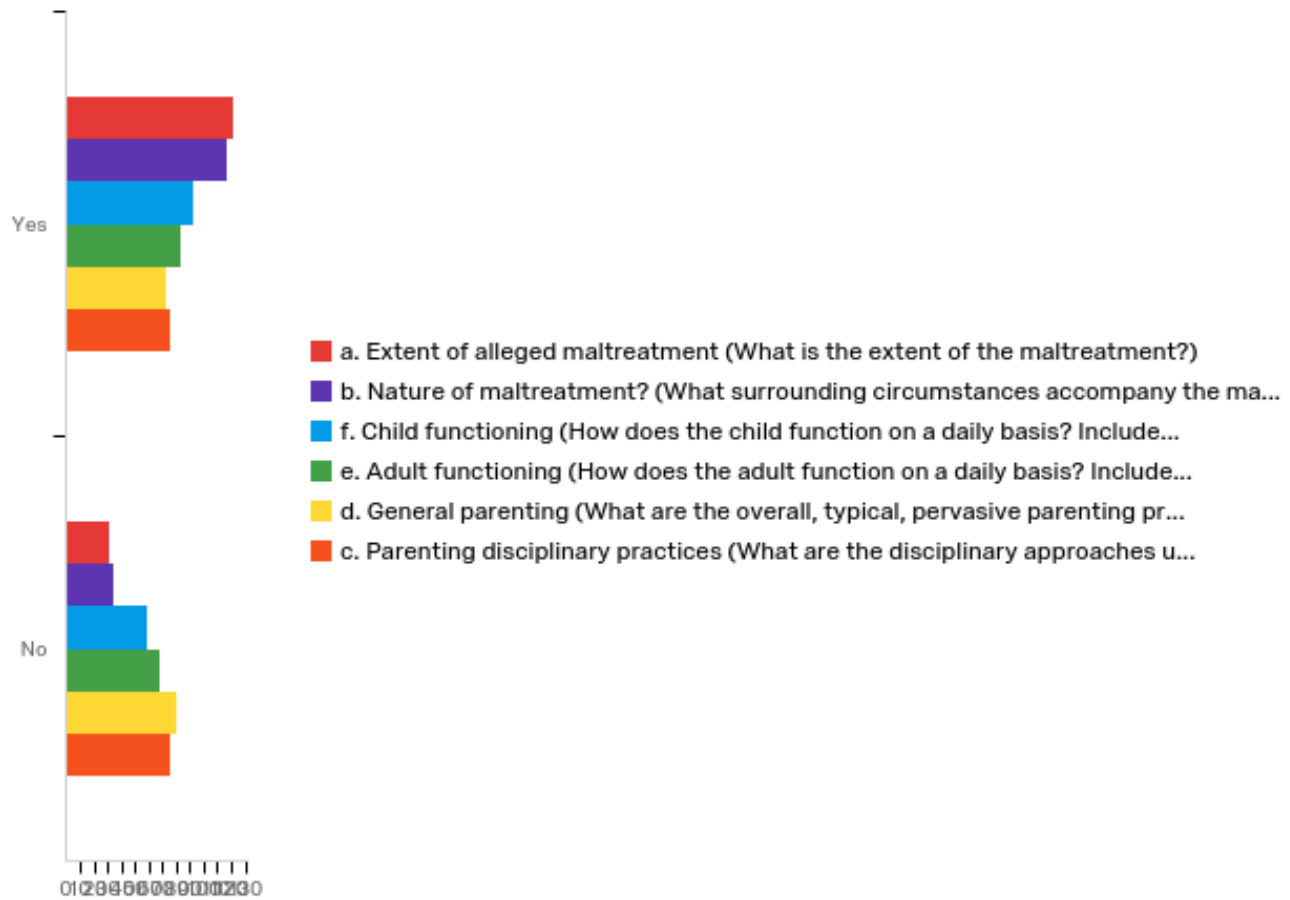 Yes
a. Extent of alleged maltreatment (What is the extent of the maltreatment?)
b. Nature of maltreatment? (What surrounding circumstances accompany the ma...
f. Child functioning (How does the child function on a daily basis? Include...
e. Adult functioning (How does the adult function on a daily basis? Include...
d. General parenting (What are the overall, typical, pervasive parenting pr...
c. Parenting disciplinary practices (What are the disciplinary approaches u...
No